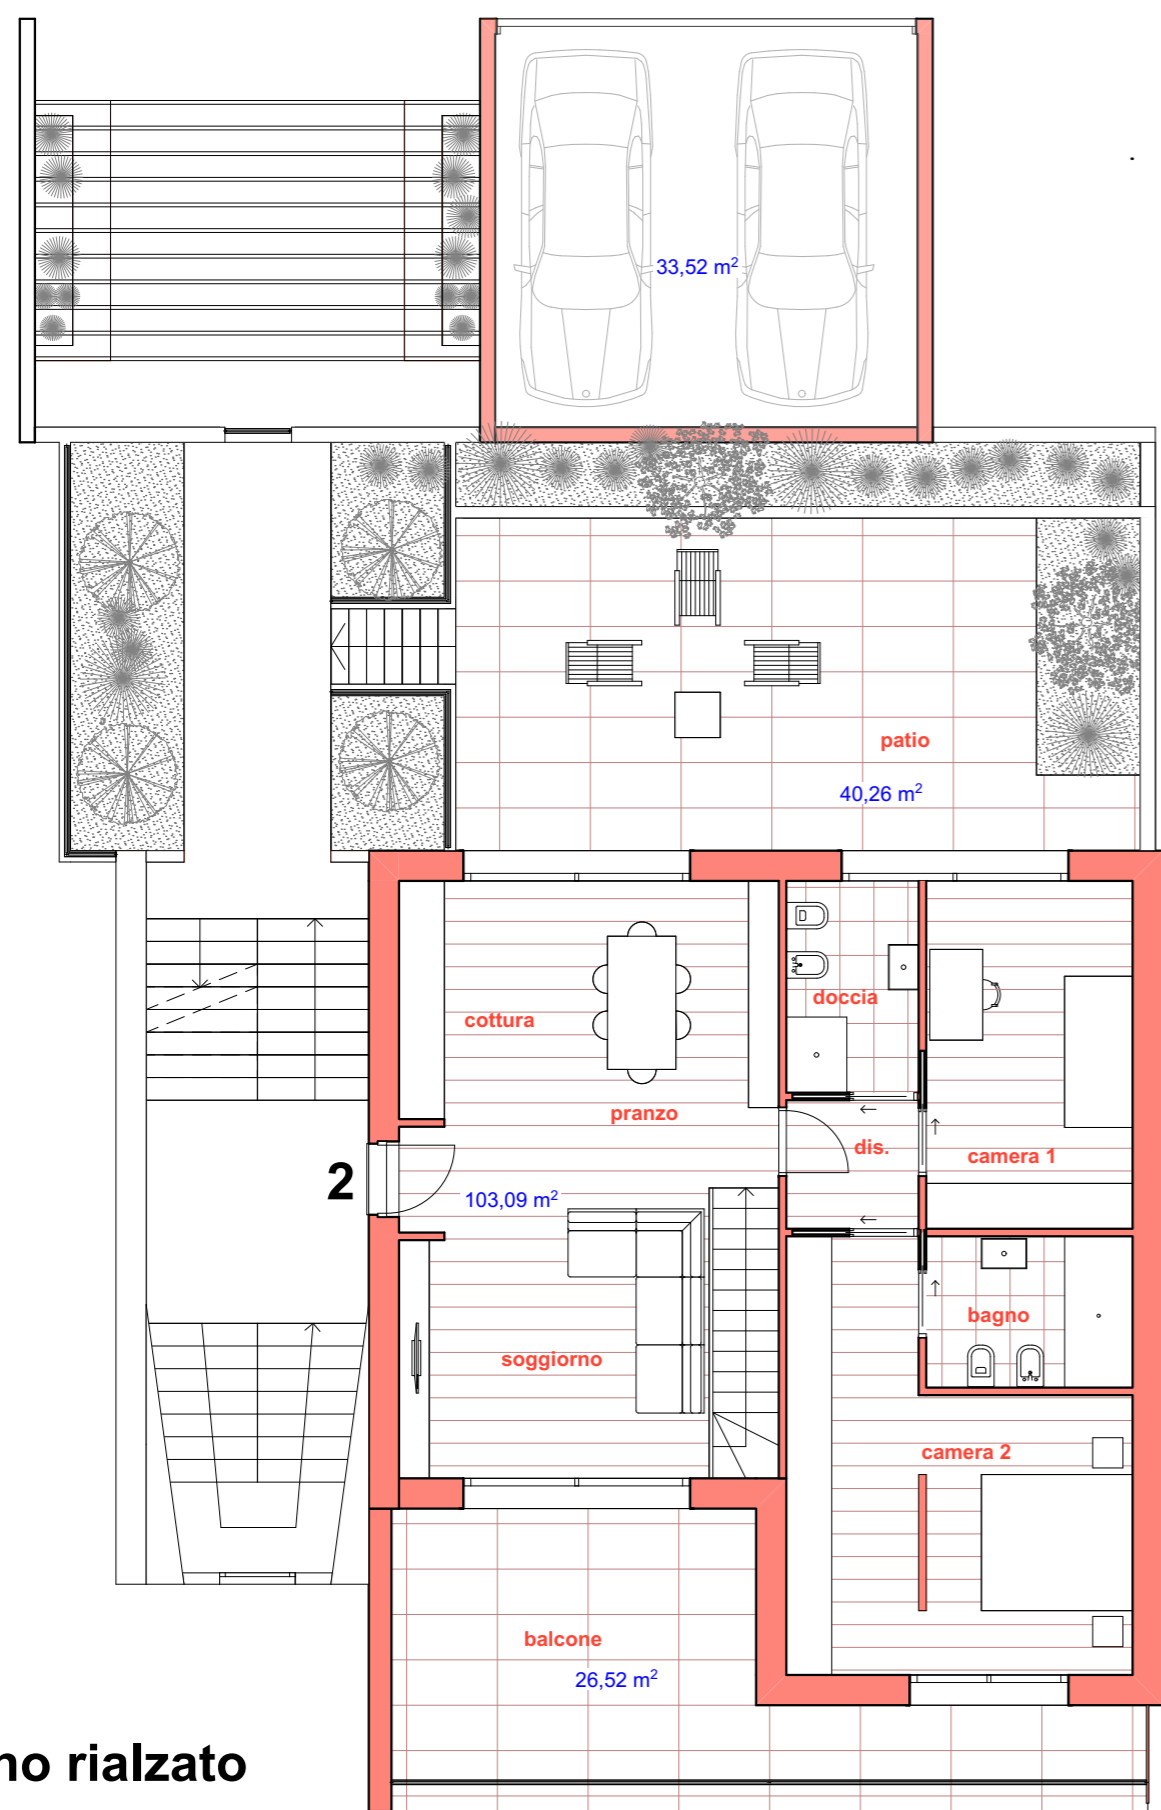 33,52 m²
patio
40,26 m²
doccia
cottura
pranzo
dis.
camera 1
2
103,09 m²
bagno
soggiorno
camera 2
balcone
26,52 m²
no rialzato